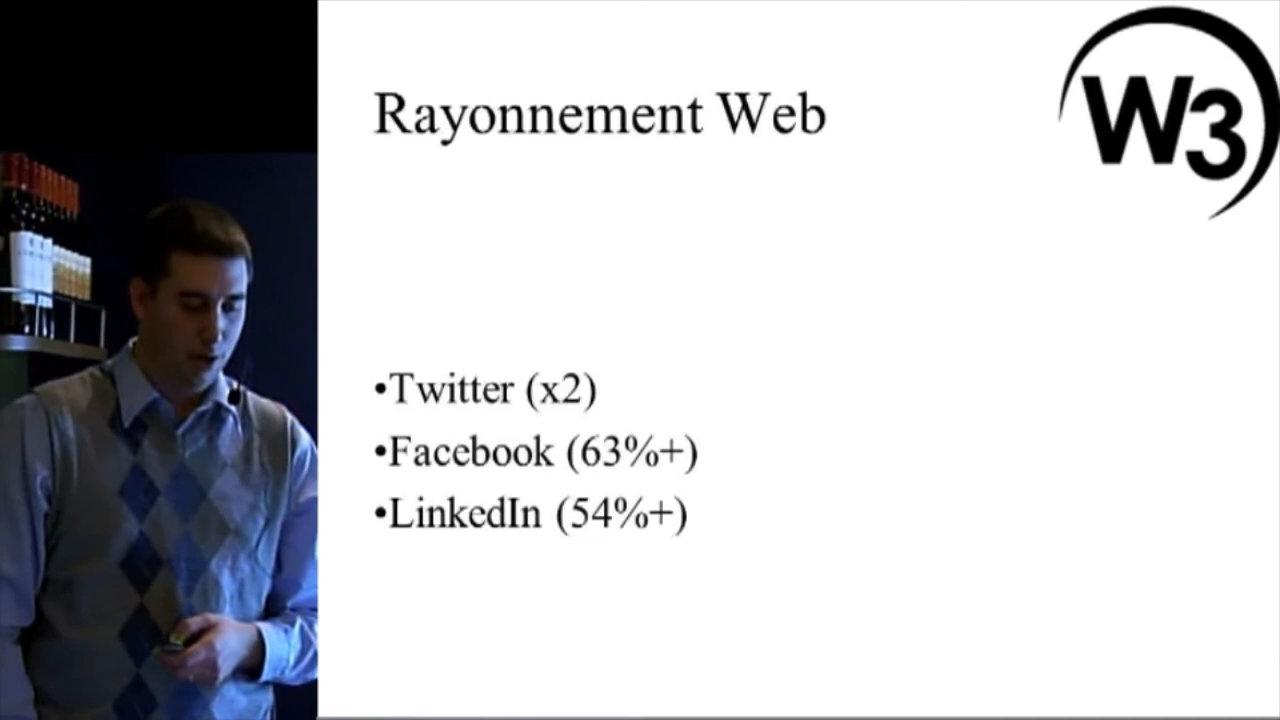 Rayonnement Web
W3
•Twitter (x2)
•Facebook (63%+)
•LinkedIn (54%+)